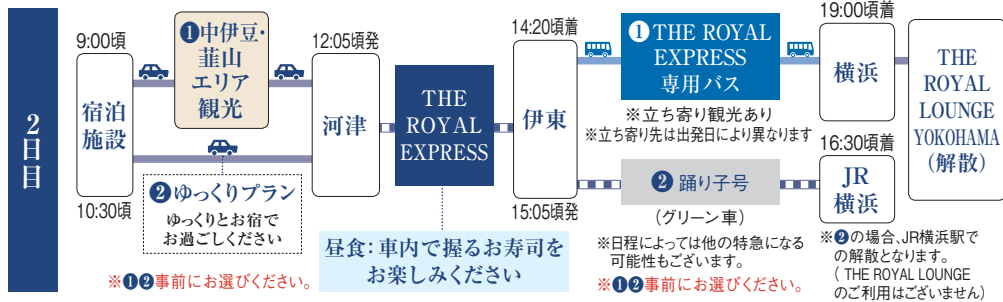 2日目
9:00頃
宿泊
施設
10:30頃
❶中伊豆・
韮山
エリア
観光
❷ゆっくりプラン
ゆっくりとお宿で
お過ごしください
※❶❷事前にお選びください。
12:05頃発
河津
THE
ROYAL
EXPRESS
昼食：車内で握るお寿司を
お楽しみください
14:20頃着
伊東
15:05頃発
❶THE ROYAL
EXPRESS
専用バス
※立ち寄り観光あり
※立ち寄り先は出発日により異なります
❷ 踊り子号
(グリーン車)
※日程によっては他の特急になる
可能性もございます。
※❶❷事前にお選びください。
19:00頃着
横浜
16:30頃着
JR
横浜
THE
ROYAL
LOUNGE
YOKOHAMA
(解散)
※❷の場合、JR横浜駅で
の解散となります。
( THE ROYAL LOUNGE
のご利用はございません)